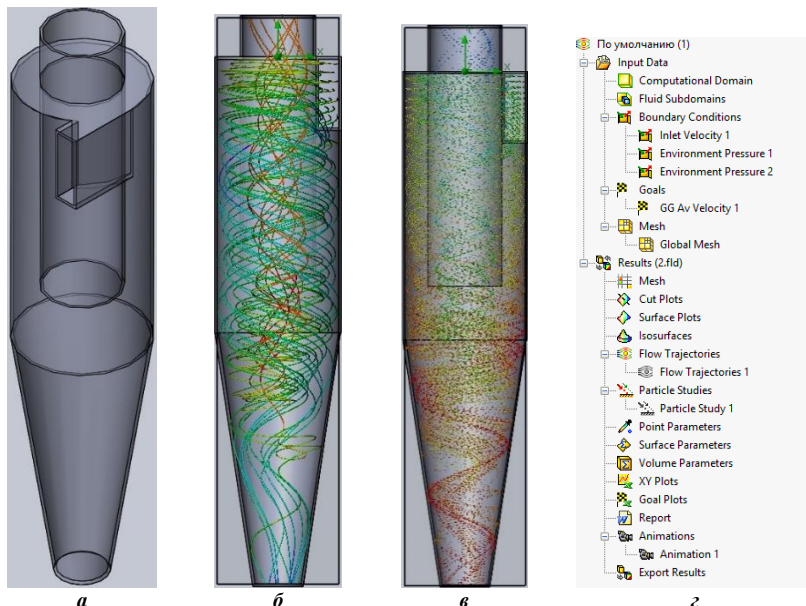 По умолчанию (1)
Input Data
Computational Domain
Fluid Subdomains
Boundary Conditions
Inlet Velocity 1
Environment Pressure 1
Environment Pressure 2
Goals
GG Av Velocity 1
Mesh
Global Mesh
Results (2.fld)
Mesh
Cut Plots
Surface Plots
Isosurfaces
Flow Trajectories
Flow Trajectories 1
Particle Studies
Particle Study 1
Point Parameters
Surface Parameters
Volume Parameters
XY Plots
Goal Plots
Report
Animations
Animation 1
Export Results
а б в г